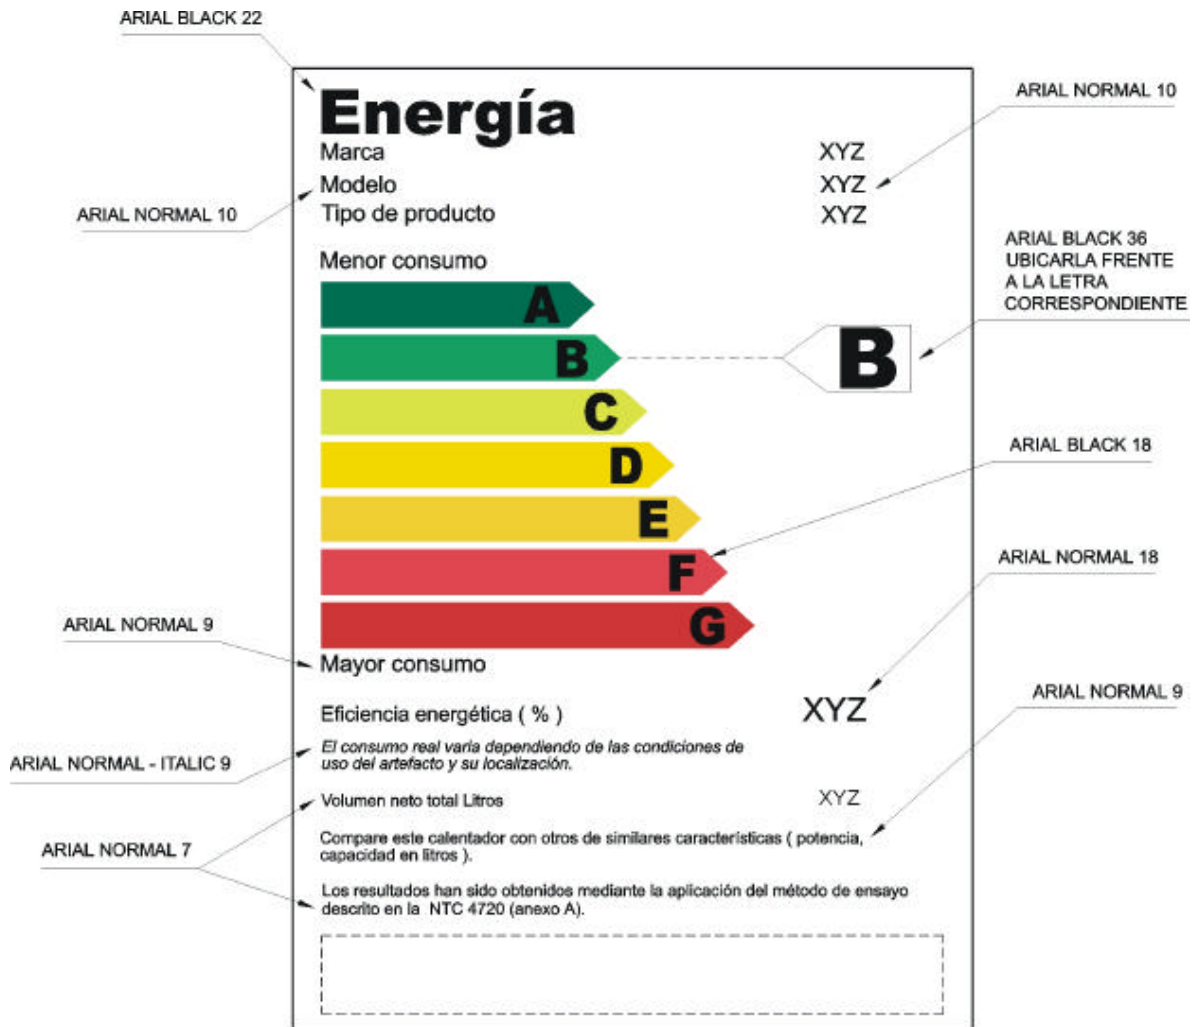 ARIAL BLACK 22
Energía
ARIAL NORMAL 10
Marca XYZ
Modelo XYZ
ARIAL NORMAL 10
Tipo de producto XYZ
ARIAL BLACK 36
UBICARLA FRENTE
A LA LETRA
CORRESPONDIENTE
Menor consumo
A
B B
C
D
ARIAL BLACK 18
E
F
ARIAL NORMAL 18
G
ARIAL NORMAL 9
Mayor consumo
ARIAL NORMAL 9
Eficiencia energética ( % ) XYZ
El consumo real varia dependiendo de las condiciones de
uso del artefacto y su localización.
ARIAL NORMAL - ITALIC 9
Volumen neto total Litros XYZ
Compare este calentador con otros de similares características ( potencia,
capacidad en litros ).
ARIAL NORMAL 7
Los resultados han sido obtenidos mediante la aplicación del método de ensayo
descrito en la NTC 4720 (anexo A).